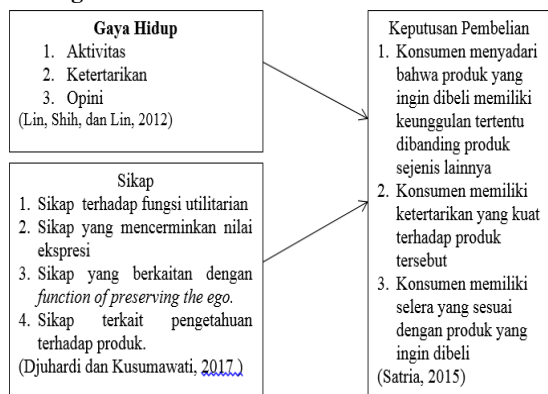 Gaya Hidup
1. Aktivitas
2. Ketertarikan
3. Opini
(Lin, Shih, dan Lin, 2012)
Sikap
1. Sikap terhadap fungsi utilitarian
2. Sikap yang mencerminkan nilai
ekspresi
3. Sikap yang berkaitan dengan
function of preserving the ego.
4. Sikap terkait pengetahuan
terhadap produk.
(Djuhardi dan Kusumawati, 2017.)
Keputusan Pembelian
1. Konsumen menyadari
bahwa produk yang
ingin dibeli memiliki
keunggulan tertentu
dibanding produk
sejenis lainnya
2. Konsumen memiliki
ketertarikan yang kuat
terhadap produk
tersebut
3. Konsumen memiliki
selera yang sesuai
dengan produk yang
ingin dibeli
(Satria, 2015)